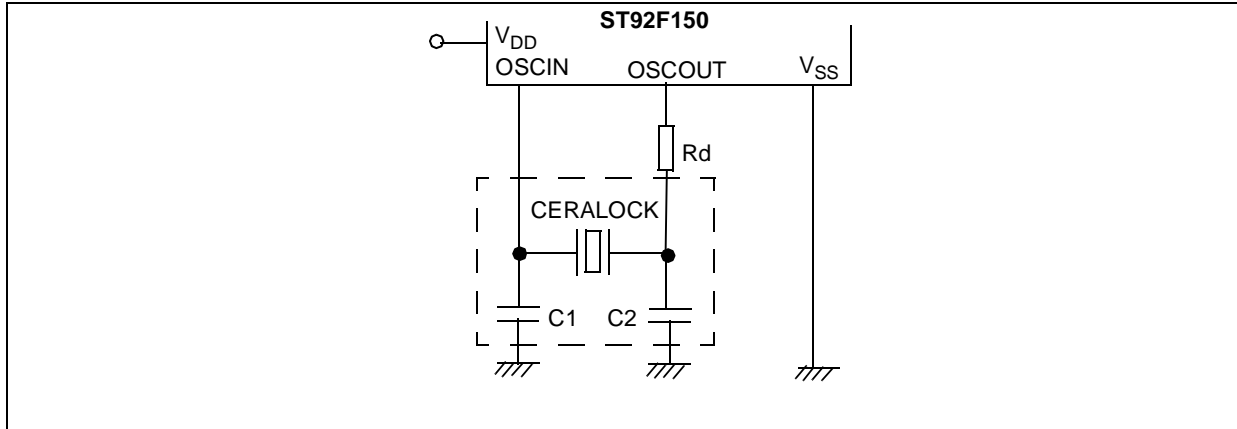 ST92F150
VDD
OSCIN OSCOUT VSS
Rd
CERALOCK
C1 C2